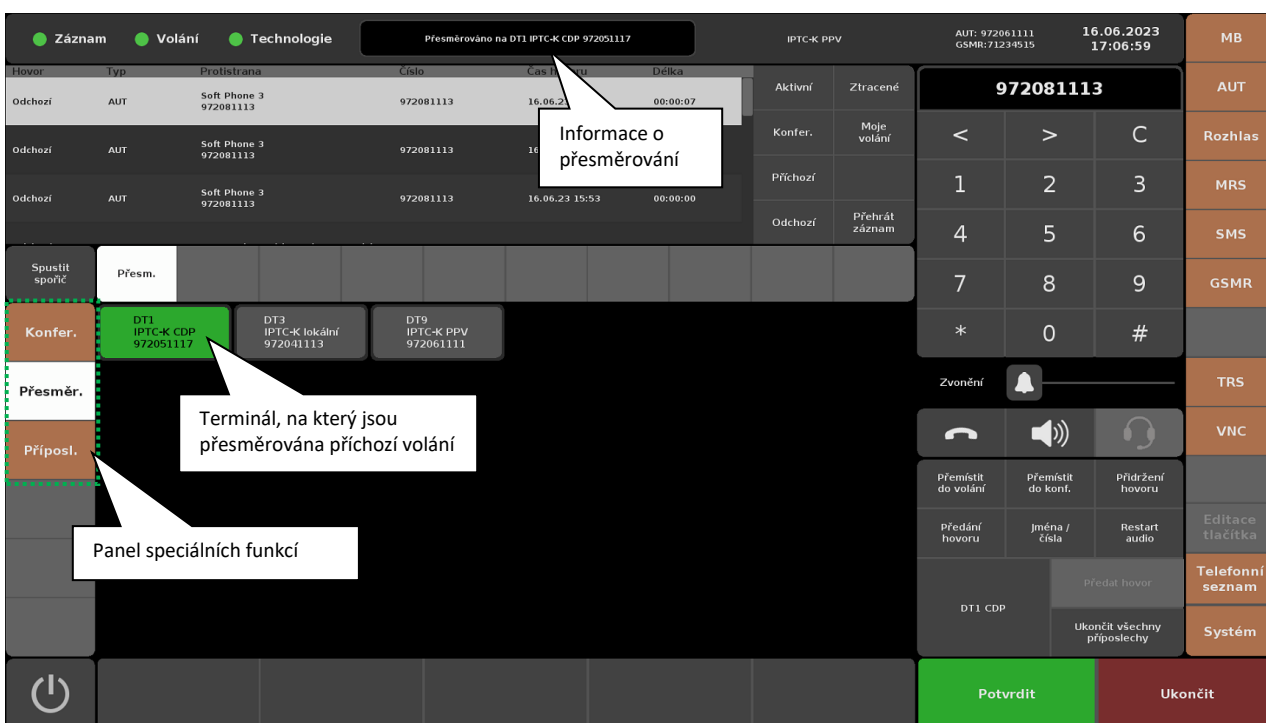 Záznam
Volání
Technologie
Přesměrováno na DT1 IPTC-K CDP 972051117
IPTC-K PPV
AUT: 972061111
GSMR:71234515
16.06.2023
17:06:59
MB
Hovor Typ Protistrana Číslo Délka
Odchozí AUT Soft Phone 3 972081113 00:00:07
972081113
Odchozí AUT Soft Phone 3 972081113
972081113
Odchozí AUT Soft Phone 3 972081113 16.06.23 15:53 00:00:00
972081113
Informace o
přesměrování
Aktivní Ztracené
Konfer. Moje
volání
Příchozí
Odchozí Přehrát
záznam
972081113
< > C
1 2 3
4 5 6
7 8 9
* 0 #
AUT
Rozhlas
MRS
SMS
GSMR
Spustit
spořič
Přesm.
Konfer.
Přesměr.
Příposl.
DT1
IPTC-K CDP
972051117
DT3
IPTC-K lokální
972041113
DT9
IPTC-K PPV
972061111
Terminál, na který jsou
přesměrována příchozí volání
Panel speciálních funkcí
Zvonění
TRS
VNC
Přemístit
do volání
Přemístit
do konf.
Přidržení
hovoru
Předání
hovoru
Jména /
čísla
Restart
audio
Editace
tlačítka
DT1 CDP
Předat hovor
Ukončit všechny
příposlechy
Telefonní
seznam
Systém
Potvrdit
Ukončit